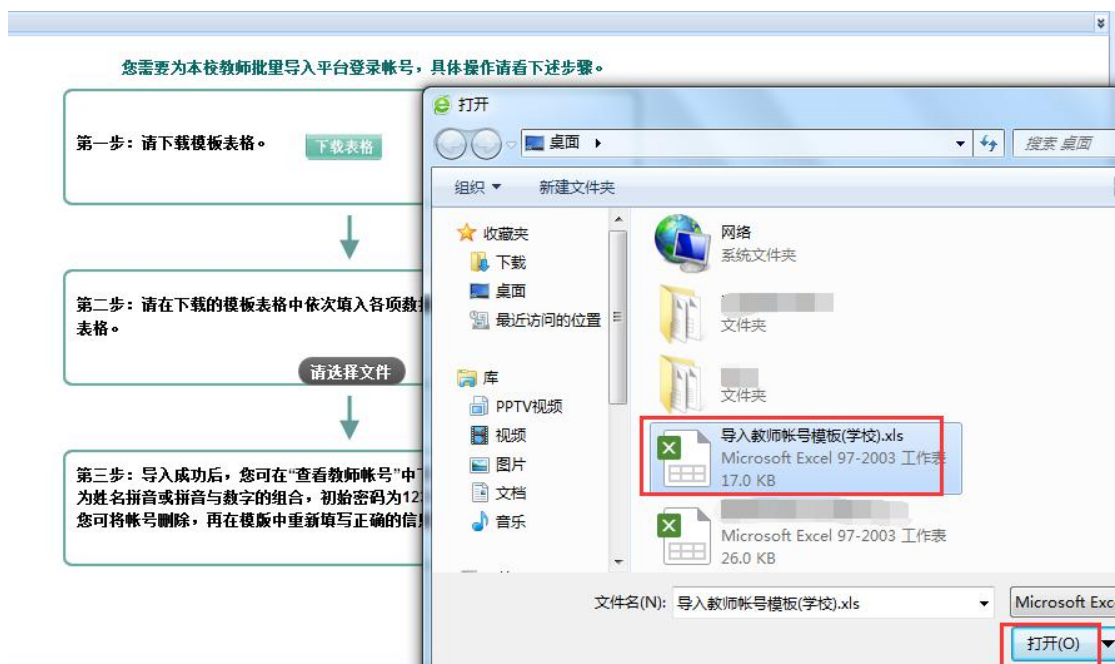 您需要为本校教师批里导入平台登录帐号，具体操作请看下述步骤。
第一步：请下载模板表格。
下载表格
第二步：请在下载的模板表格中依次填入各项数
表格。
请选择文件
第三步：导入成功后，您可在“查看教师帐号”中
为姓名拼音或拼音与数字的组合，初始密码为12
您可将帐号删除，再在模版中重新填写正确的信
打开
桌面
搜索 桌面
组织
新建文件夹
收藏夹
下载
桌面
最近访问的位置
库
PPTV视频
视频
图片
文档
音乐
网络
系统文件夹
文件夹
文件夹
导入教师帐号模板(学校).xls
Microsoft Excel 97-2003 工作表
17.0 KB
Microsoft Excel 97-2003 工作表
26.0 KB
文件名(N):
导入教师帐号模板(学校).xls
Microsoft Exc
打开(O)